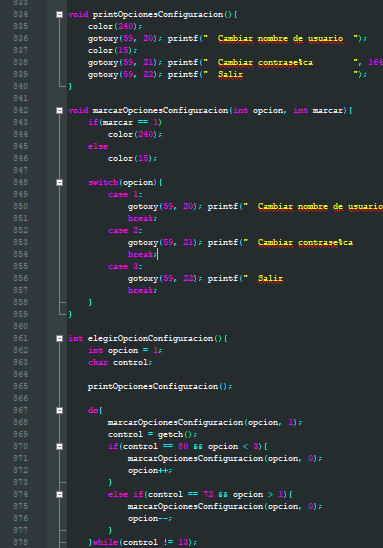 833
834 void printOpcionesConfiguracion(){
835 color(240);
836 gotoxy(59, 20); printf("  Cambiar nombre de usuario  ");
837 color(15);
838 gotoxy(59, 21); printf("  Cambiar contrase%ca        ", 164
839 gotoxy(59, 22); printf("  Salir                      ");
840 }
841
842 void marcarOpcionesConfiguracion(int opcion, int marcar){
843 if(marcar == 1)
844 color(240);
845 else
846 color(15);
847
848 switch(opcion){
849 case 1:
850 gotoxy(59, 20); printf("  Cambiar nombre de usuario
851 break;
852 case 2:
853 gotoxy(59, 21); printf("  Cambiar contrase%ca
854 break;
855 case 3:
856 gotoxy(59, 22); printf("  Salir
857 break;
858 }
859 }
860
861 int elegirOpcionConfiguracion(){
862 int opcion = 1;
863 char control;
864
865 printOpcionesConfiguracion();
866
867 do{
868 marcarOpcionesConfiguracion(opcion, 1);
869 control = getch();
870 if(control == 80 && opcion < 3){
871 marcarOpcionesConfiguracion(opcion, 0);
872 opcion++;
873 }
874 else if(control == 72 && opcion > 1){
875 marcarOpcionesConfiguracion(opcion, 0);
876 opcion--;
877 }
878 }while(control != 13);